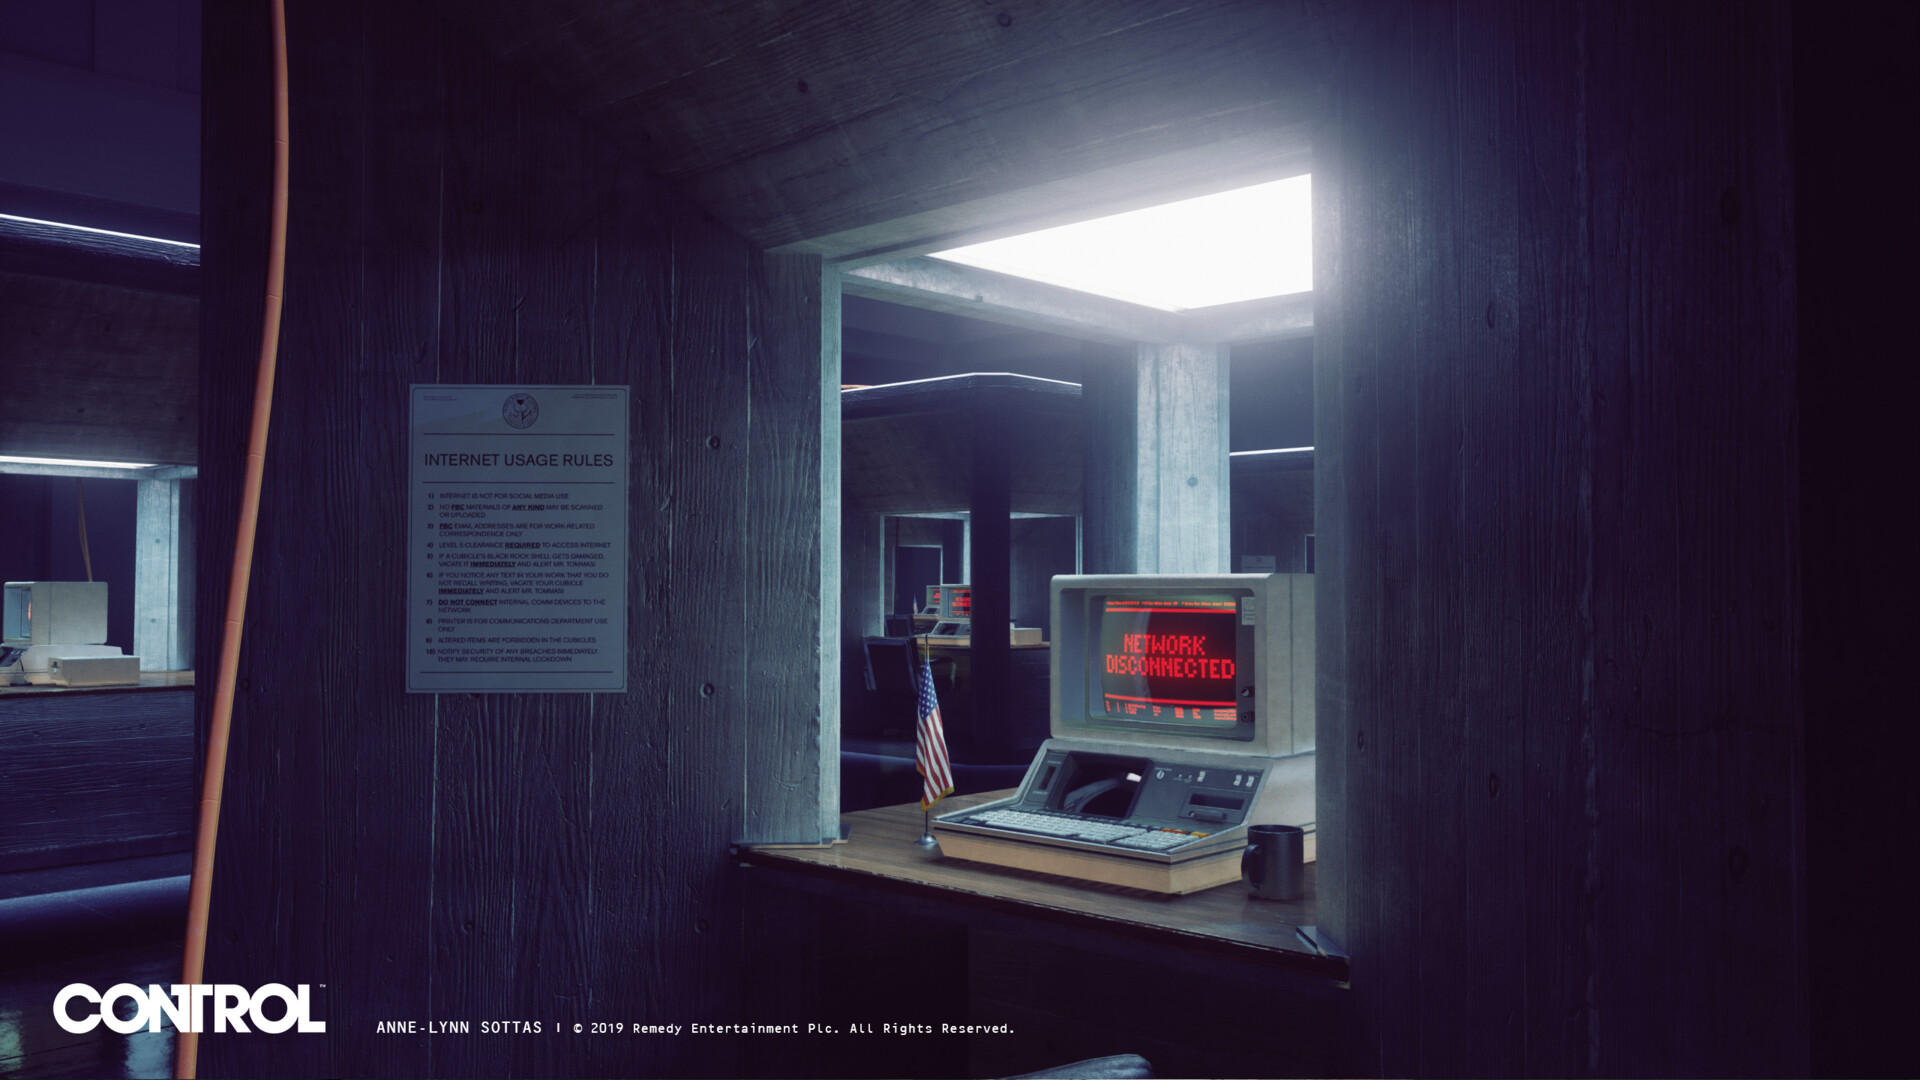 INTERNET USAGE RULES
1) INTERNET IS NOT FOR SOCIAL MEDIA USE
2) NO FBC MATERIALS OF ANY KIND MAY BE SCANNED
OR UPLOADED
3) FBC EMAIL ADDRESSES ARE FOR WORK-RELATED
CORRESPONDENCE ONLY
4) LEVEL 5 CLEARANCE REQUIRED TO ACCESS INTERNET
5) IF A CUBICLE'S BLACK ROCK SHELL GETS DAMAGED,
VACATE IT IMMEDIATELY AND ALERT MR. TOMMASI
6) IF YOU NOTICE ANY TEXT IN YOUR WORK THAT YOU DO
NOT RECALL WRITING, VACATE YOUR CUBICLE
IMMEDIATELY AND ALERT MR. TOMMASI
7) DO NOT CONNECT INTERNAL COMM DEVICES TO THE
NETWORK
8) PRINTER IS FOR COMMUNICATIONS DEPARTMENT USE
ONLY
9) ALTERED ITEMS ARE FORBIDDEN IN THE CUBICLES
10) NOTIFY SECURITY OF ANY BREACHES IMMEDIATELY.
THEY MAY REQUIRE INTERNAL LOCKDOWN
NETWORK
DISCONNECTED
CONTROL™
ANNE-LYNN SOTTAS | © 2019 Remedy Entertainment Plc. All Rights Reserved.